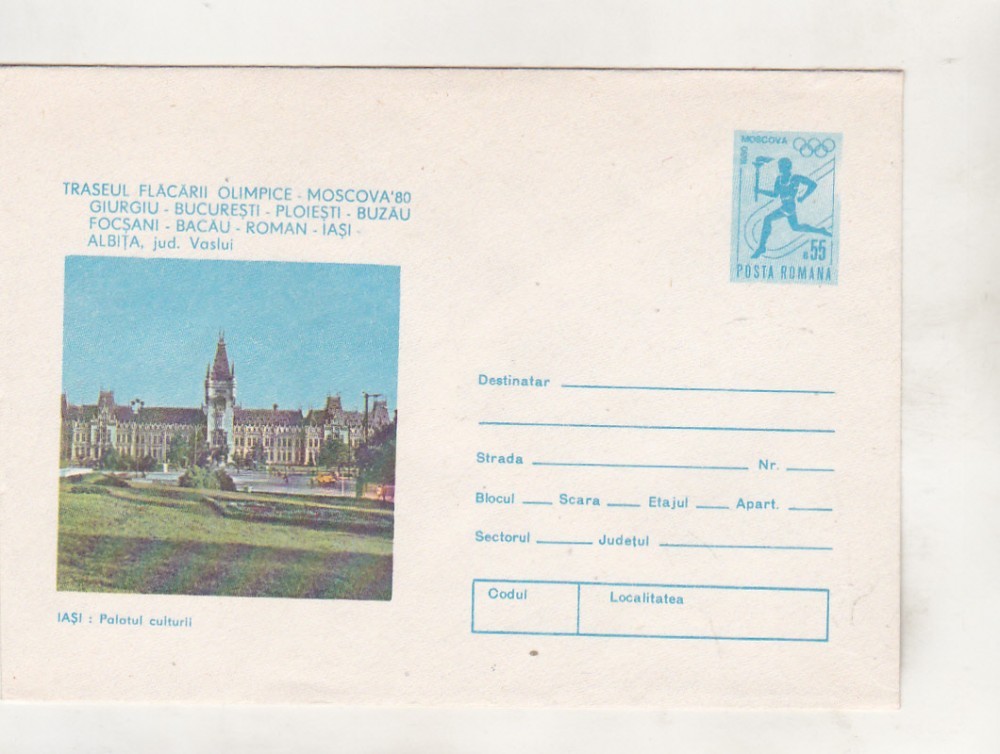 TRASEUL FLĂCĂRII OLIMPICE - MOSCOVA'80
GIURGIU - BUCUREȘTI - PLOIEȘTI - BUZĂU
FOCȘANI - BACĂU - ROMAN - IAȘI -
ALBIȚA, jud. Vaslui
IAȘI : Palatul culturii
MOSCOVA
1980
B 55
POSTA ROMANA
Destinatar
Strada Nr.
Blocul Scara Etajul Apart.
Sectorul Județul
Codul Localitatea